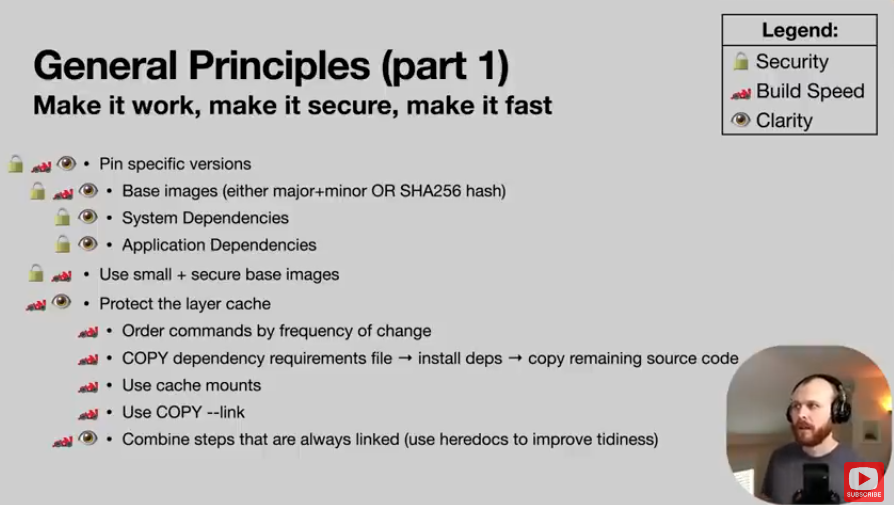 General Principles (part 1)
Make it work, make it secure, make it fast
Legend:
Security
Build Speed
Clarity
• Pin specific versions
• Base images (either major+minor OR SHA256 hash)
• System Dependencies
• Application Dependencies
• Use small + secure base images
• Protect the layer cache
• Order commands by frequency of change
• COPY dependency requirements file → install deps → copy remaining source code
• Use cache mounts
• Use COPY --link
• Combine steps that are always linked (use heredocs to improve tidiness)
SUBSCRIBE